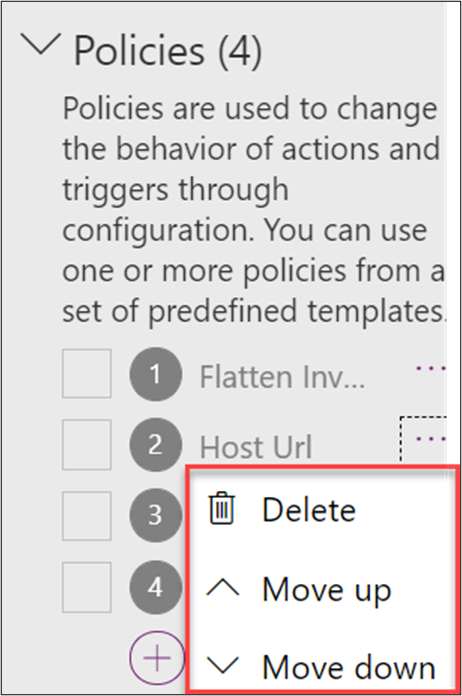 Policies (4)
Policies are used to change
the behavior of actions and
triggers through
configuration. You can use
one or more policies from a
set of predefined templates.
1 Flatten Inv... ...
2 Host Url ...
3 Delete
4 Move up
Move down